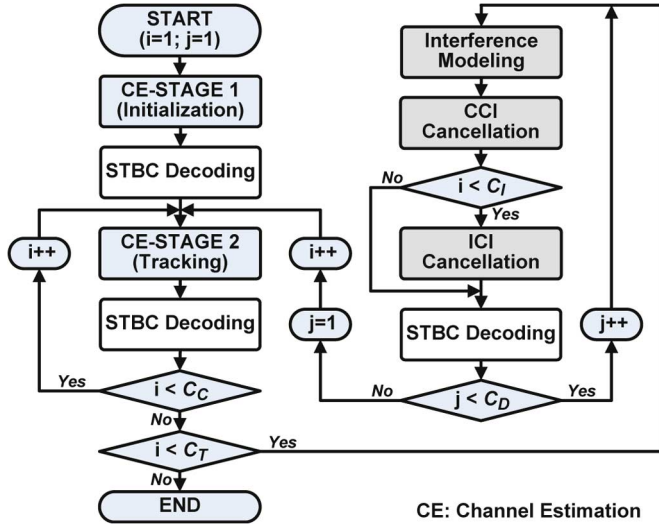 START
(i=1; j=1)
CE-STAGE 1
(Initialization)
STBC Decoding
i++
CE-STAGE 2
(Tracking)
i++
STBC Decoding
j=1
Yes
i < C_C
No
i < C_T
Yes
No
END
Interference
Modeling
CCI
Cancellation
No
i < C_I
Yes
ICI
Cancellation
STBC Decoding
j++
No
j < C_D
Yes
CE: Channel Estimation